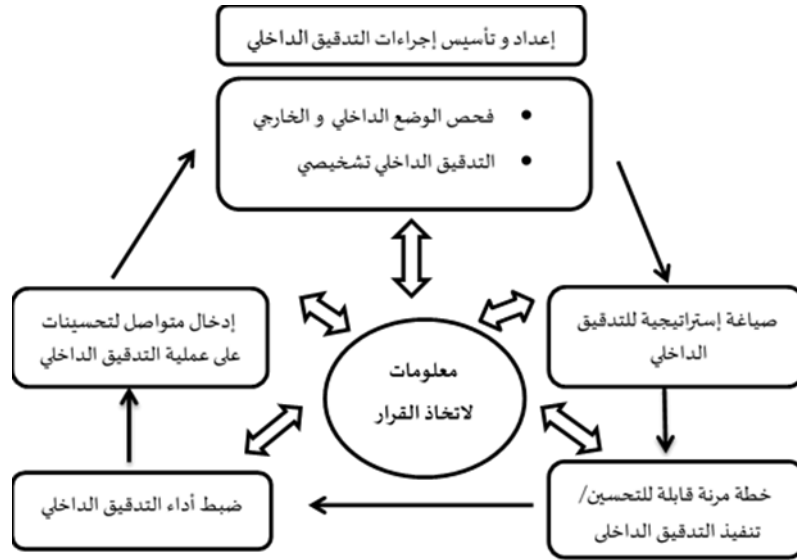 إعداد و تأسيس إجراءات التدقيق الداخلي
• فحص الوضع الداخلي و الخارجي
• التدقيق الداخلي تشخيصي
صياغة إستراتيجية للتدقيق
الداخلي
إدخال متواصل لتحسينات
على عملية التدقيق الداخلي
معلومات
لاتخاذ القرار
خطة مرنة قابلة للتحسين/
تنفيذ التدقيق الداخلى
ضبط أداء التدقيق الداخلي